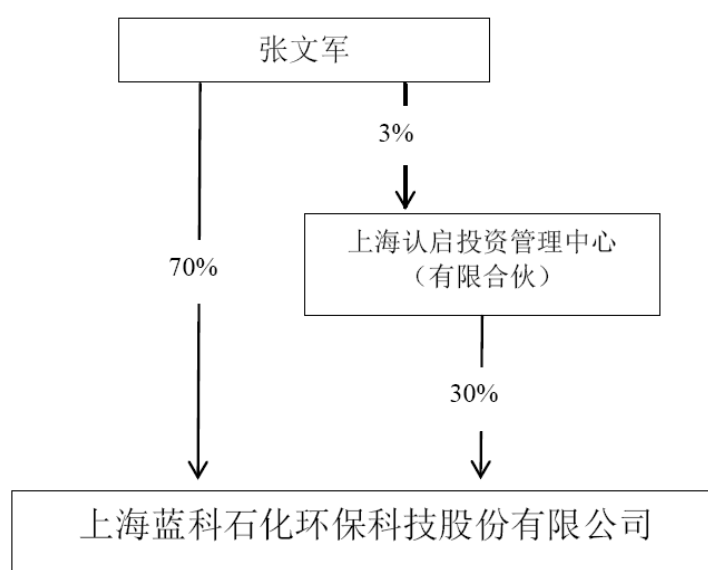 张文军
3%
上海认启投资管理中心
（有限合伙）
70%
30%
上海蓝科石化环保科技股份有限公司